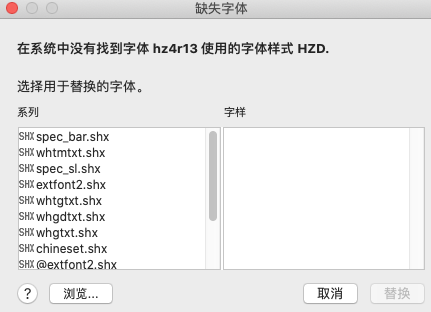 缺失字体
在系统中没有找到字体 hz4r13 使用的字体样式 HZD.
选择用于替换的字体。
系列
字样
SHX spec_bar.shx
SHX whtmtxt.shx
SHX spec_sl.shx
SHX extfont2.shx
SHX whtgtxt.shx
SHX whgdtxt.shx
SHX whgtxt.shx
SHX chineset.shx
SHX @extfont2.shx
?
浏览...
取消
替换